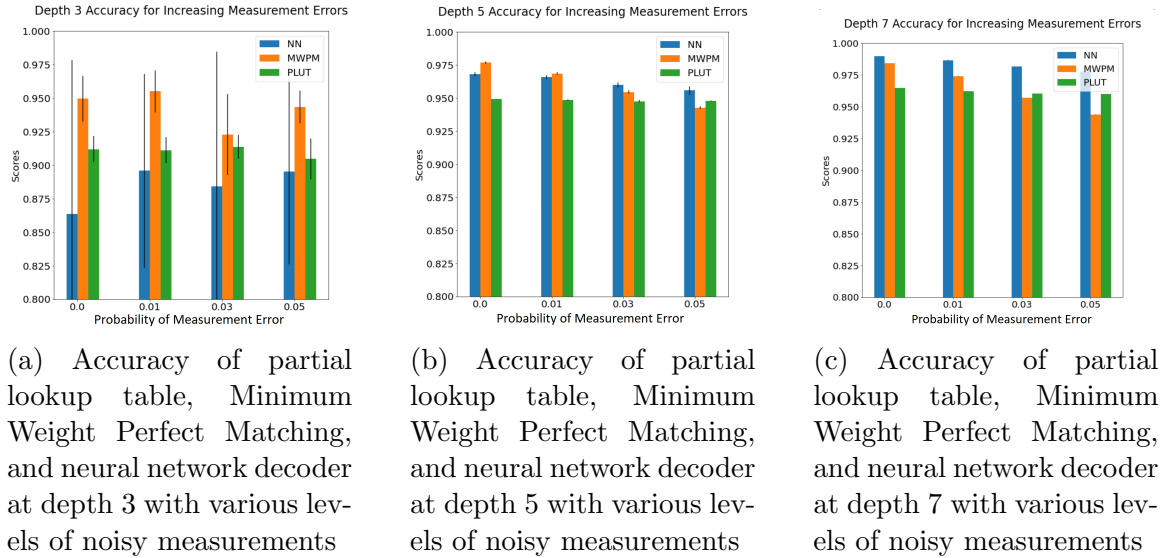 Depth 3 Accuracy for Increasing Measurement Errors
1.000
0.975
0.950
0.925
0.900
0.875
0.850
0.825
0.800
Scores
NN
MWPM
PLUT
0.0
0.01
0.03
0.05
Probability of Measurement Error
(a) Accuracy of partial
lookup table, Minimum
Weight Perfect Matching,
and neural network decoder
at depth 3 with various lev-
els of noisy measurements
Depth 5 Accuracy for Increasing Measurement Errors
1.000
0.975
0.950
0.925
0.900
0.875
0.850
0.825
0.800
Scores
NN
MWPM
PLUT
0.0
0.01
0.03
0.05
Probability of Measurement Error
(b) Accuracy of partial
lookup table, Minimum
Weight Perfect Matching,
and neural network decoder
at depth 5 with various lev-
els of noisy measurements
Depth 7 Accuracy for Increasing Measurement Errors
1.000
0.975
0.950
0.925
0.900
0.875
0.850
0.825
0.800
Scores
NN
MWPM
PLUT
0.0
0.01
0.03
0.05
Probability of Measurement Error
(c) Accuracy of partial
lookup table, Minimum
Weight Perfect Matching,
and neural network decoder
at depth 7 with various lev-
els of noisy measurements